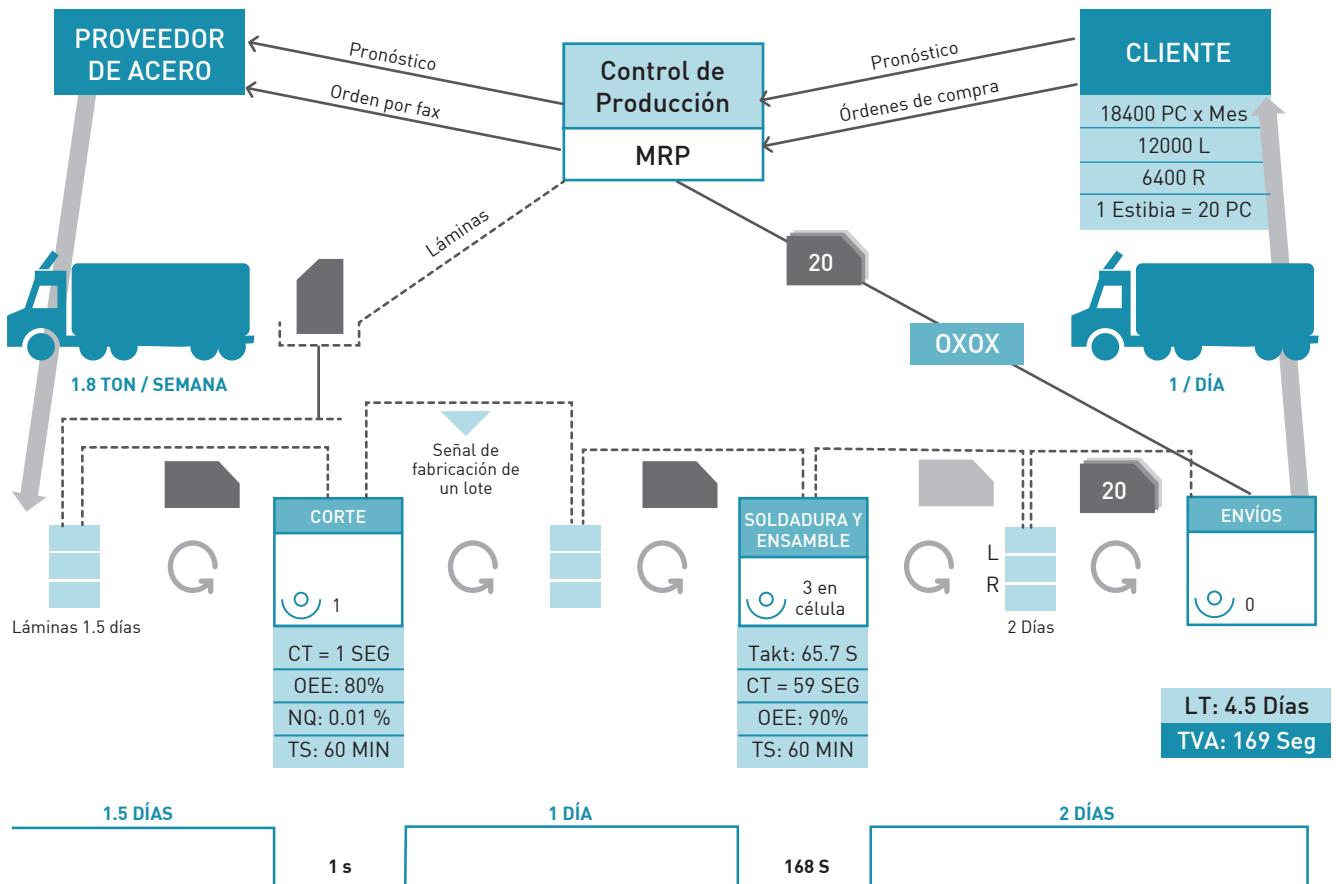 PROVEEDOR
DE ACERO
Pronóstico
Orden por fax
Control de
Producción
MRP
Pronóstico
Órdenes de compra
CLIENTE
18400 PC x Mes
12000 L
6400 R
1 Estibia = 20 PC
Láminas
20
OXOX
1.8 TON / SEMANA
1 / DÍA
Señal de
fabricación de
un lote
20
CORTE
1
CT = 1 SEG
OEE: 80%
NQ: 0.01 %
TS: 60 MIN
SOLDADURA Y
ENSAMBLE
3 en
célula
Takt: 65.7 S
CT = 59 SEG
OEE: 90%
TS: 60 MIN
L
R
2 Días
ENVÍOS
0
Láminas 1.5 días
LT: 4.5 Días
TVA: 169 Seg
1.5 DÍAS
1 DÍA
2 DÍAS
1 s
168 S